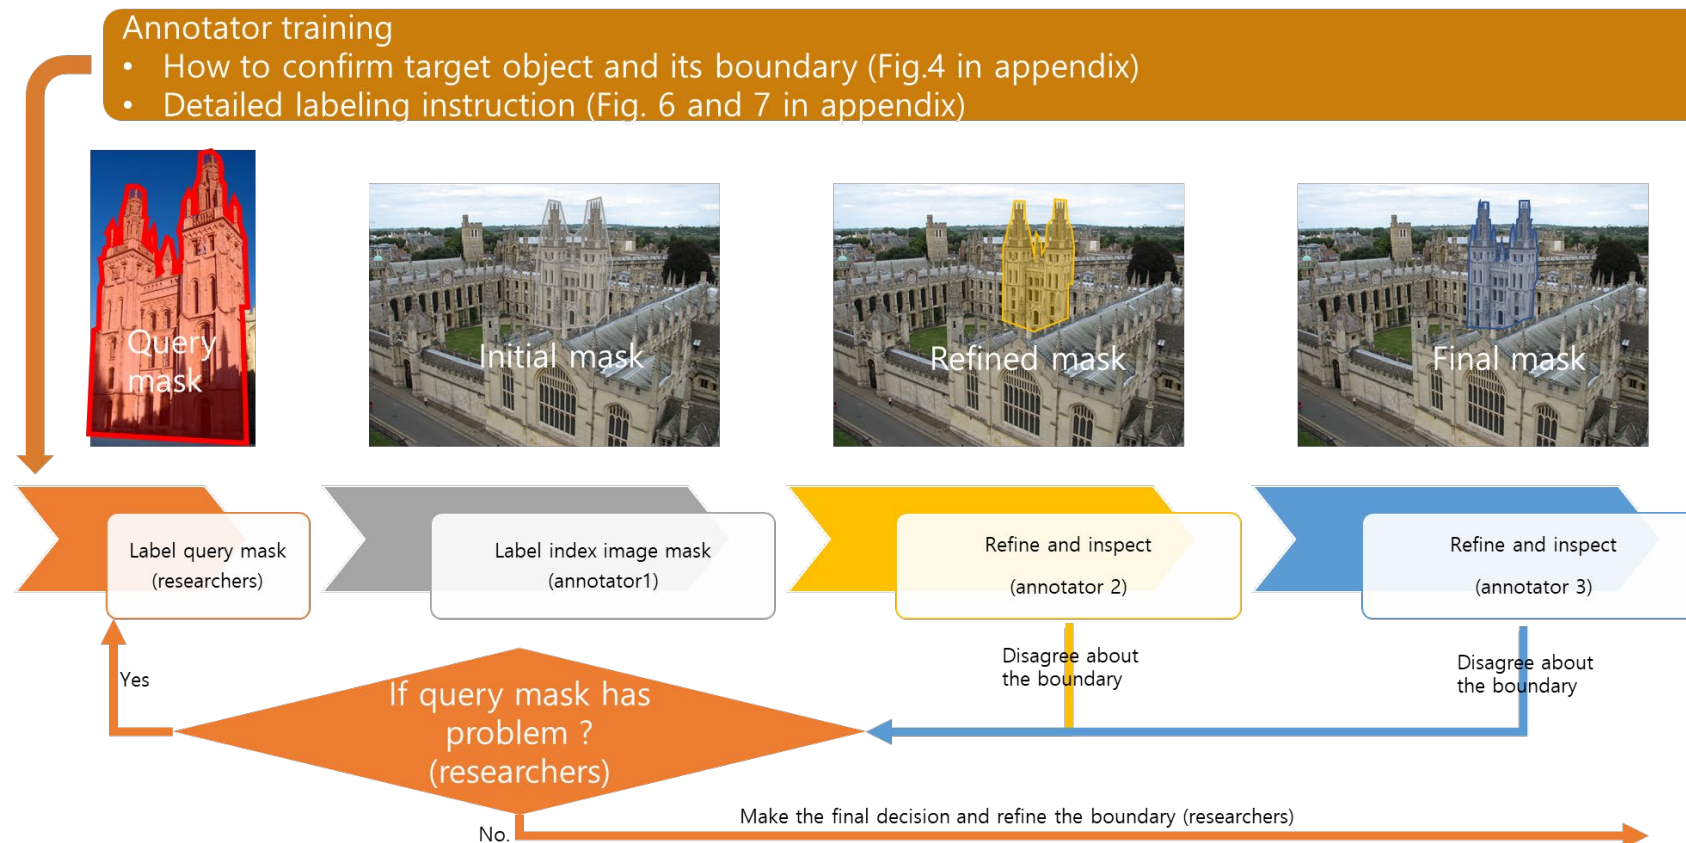 Annotator training
• How to confirm target object and its boundary (Fig.4 in appendix)
• Detailed labeling instruction (Fig. 6 and 7 in appendix)
Query
mask
Initial mask
Refined mask
Final mask
Label query mask
(researchers)
Label index image mask
(annotator1)
Refine and inspect
(annotator 2)
Refine and inspect
(annotator 3)
Yes
If query mask has
problem ?
(researchers)
Disagree about
the boundary
Disagree about
the boundary
No.
Make the final decision and refine the boundary (researchers)